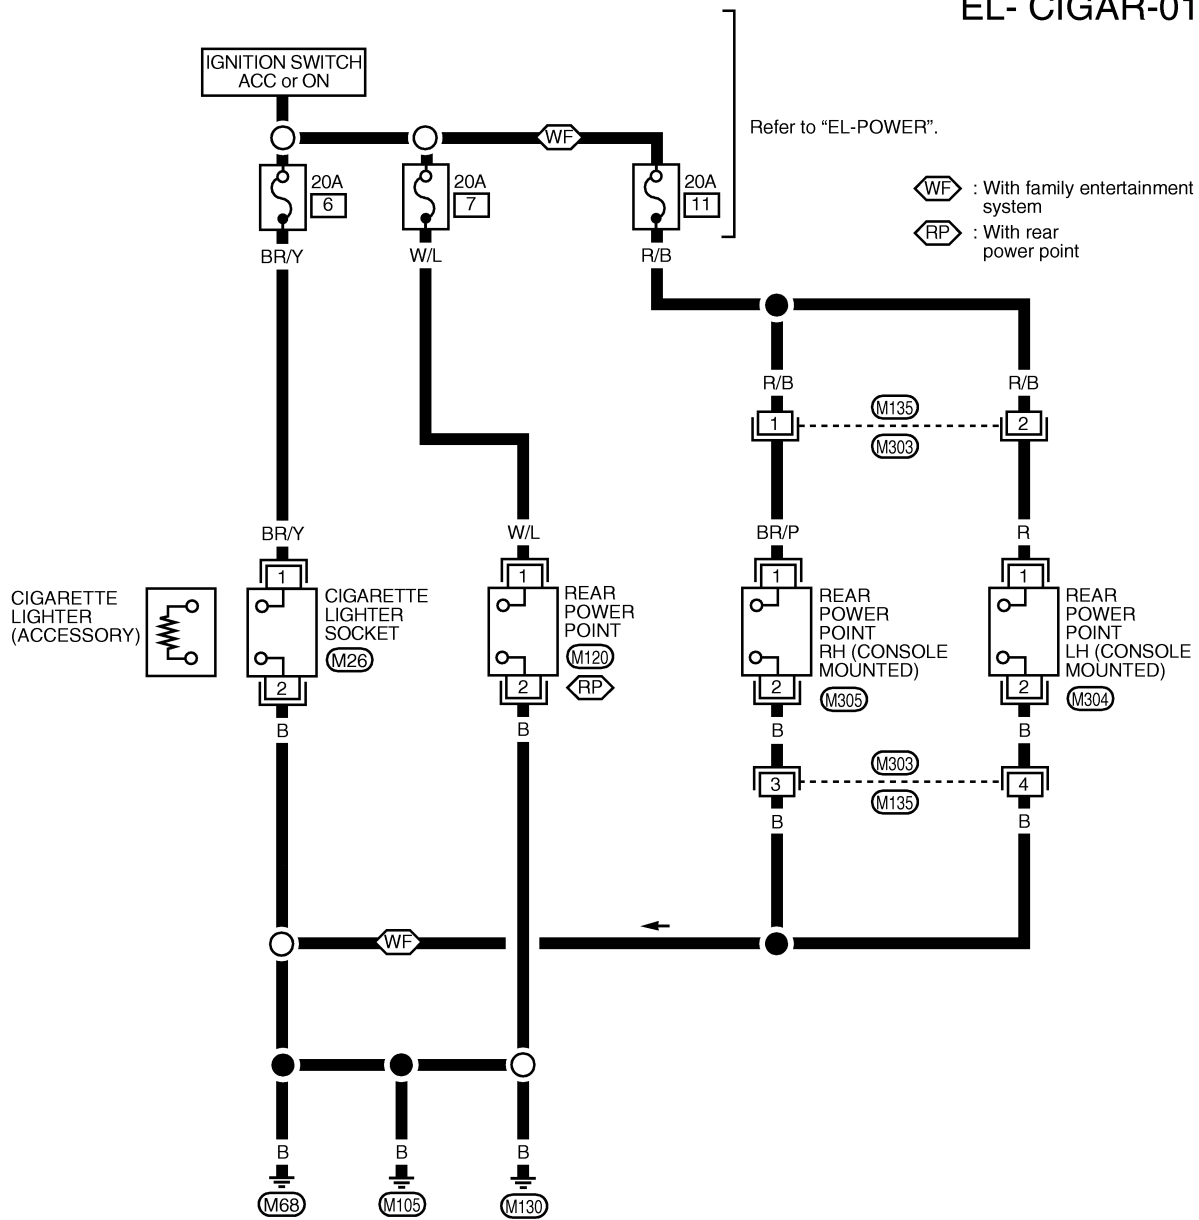 EL- CIGAR-01
IGNITION SWITCH
ACC or ON
WF
Refer to “EL-POWER”.
20A
6
20A
7
20A
11
WF : With family entertainment
system
RP : With rear
power point
BR/Y
W/L
R/B
R/B
R/B
1
M135
M303
2
BR/Y
W/L
BR/P
R
1
1
1
1
CIGARETTE
LIGHTER
(ACCESSORY)
CIGARETTE
LIGHTER
SOCKET
M26
REAR
POWER
POINT
M120
RP
REAR
POWER
POINT
RH (CONSOLE
MOUNTED)
M305
REAR
POWER
POINT
LH (CONSOLE
MOUNTED)
M304
2
2
2
2
B
B
B
B
3
M303
M135
4
B
B
WF
B
B
B
M68
M105
M130